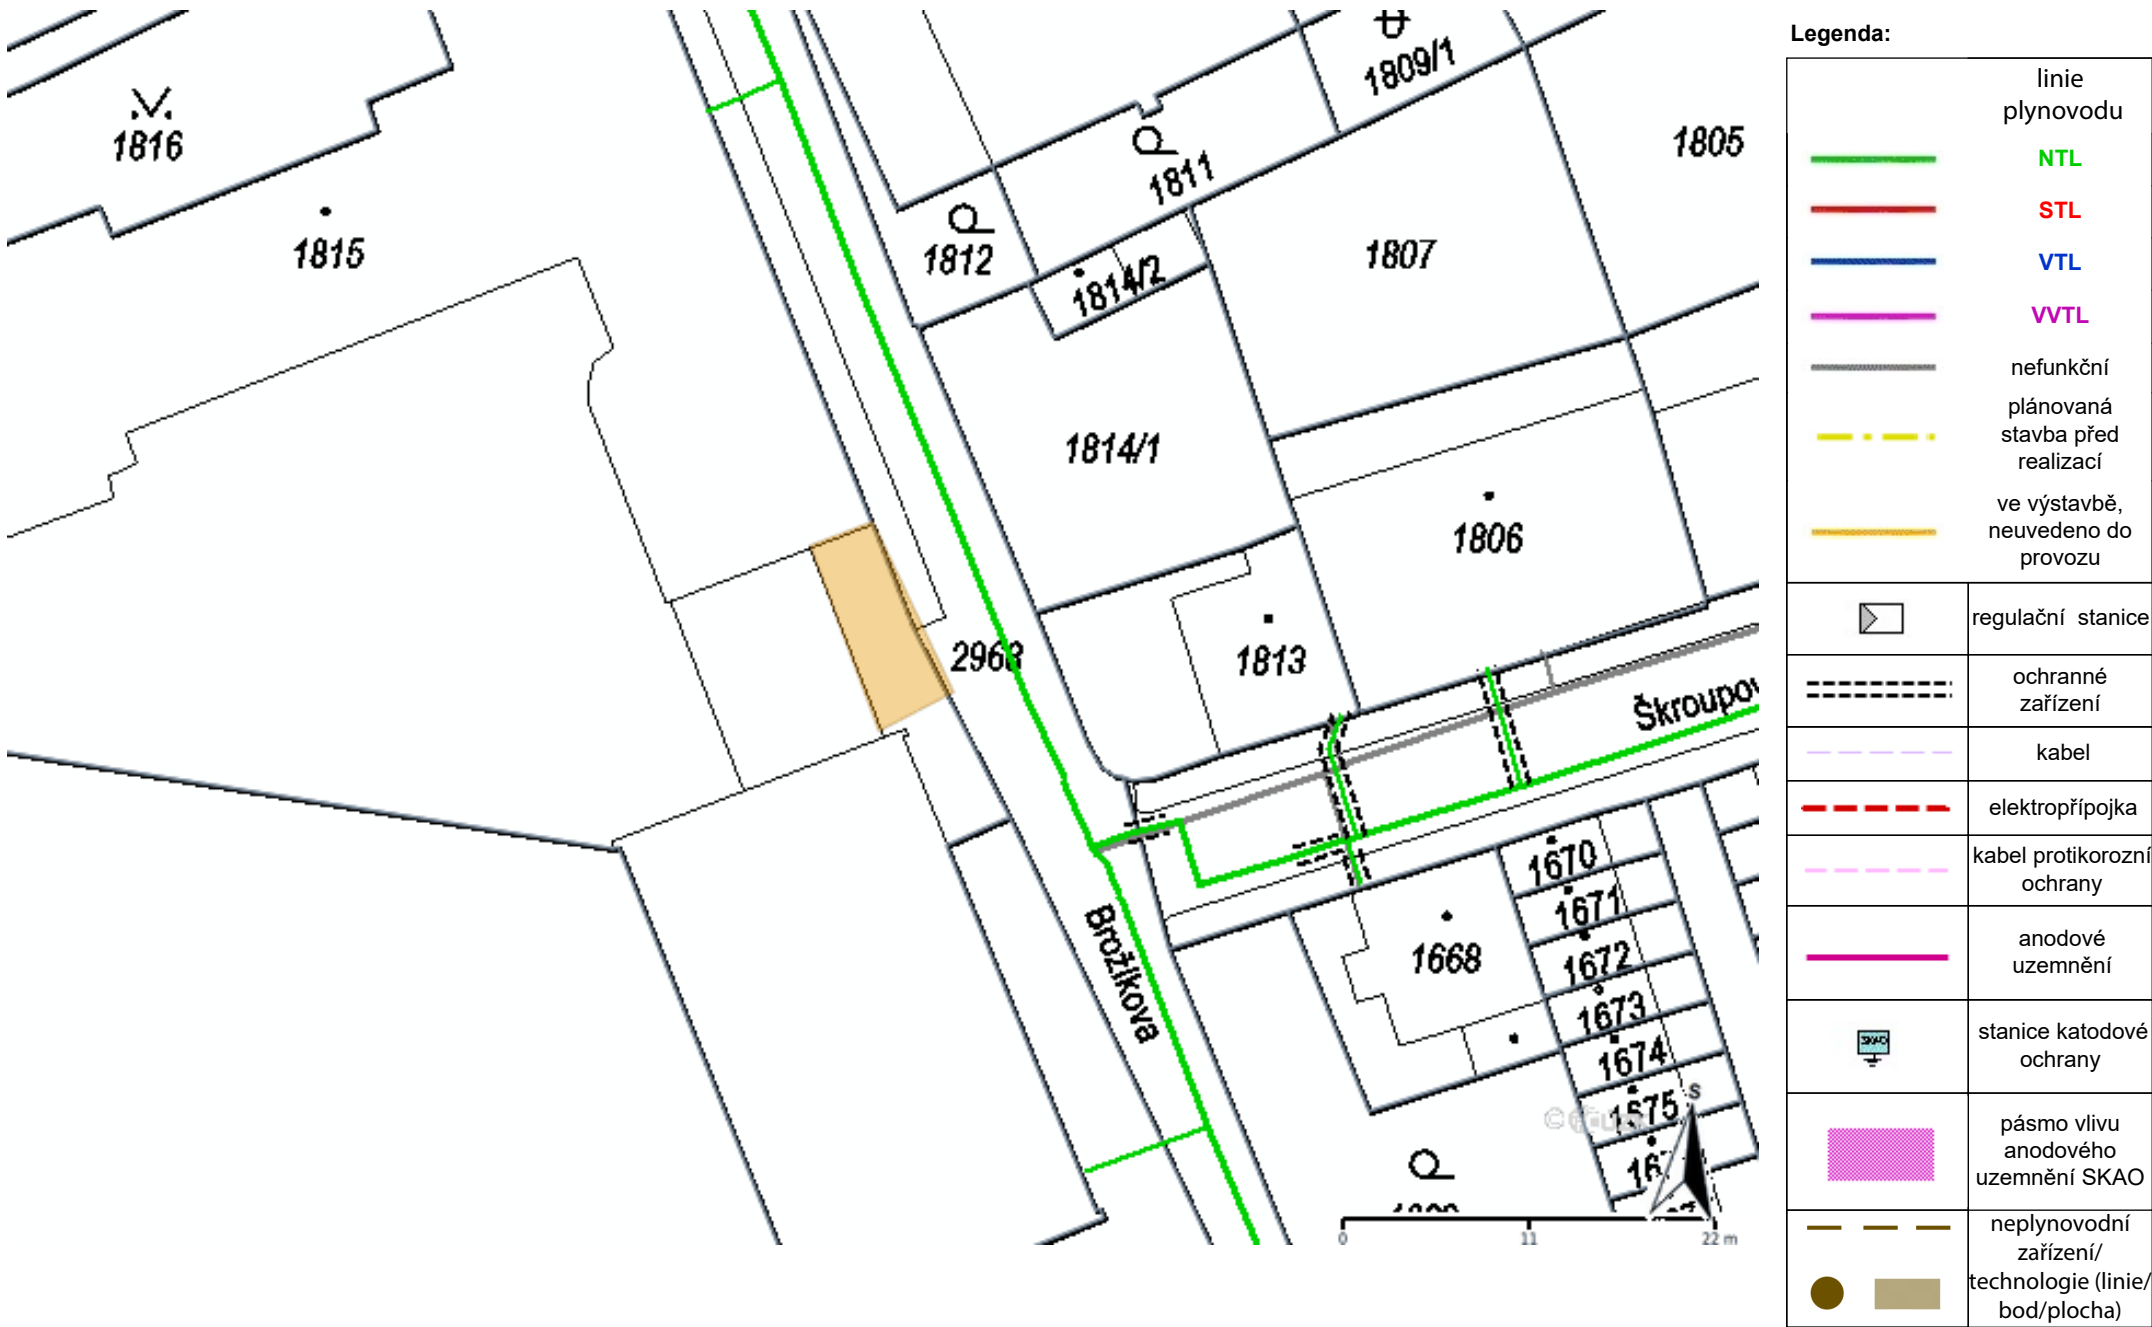 Legenda:
linie
plynovodu
NTL
STL
VTL
VVTL
nefunkční
plánovaná
stavba před
realizací
ve výstavbě,
neuvedeno do
provozu
regulační stanice
ochranné
zařízení
kabel
elektropřípojka
kabel protikorozní
ochrany
anodové
uzemnění
SKAO
stanice katodové
ochrany
pásmo vlivu
anodového
uzemnění SKAO
neplynovodní
zařízení/
technologie (linie/
bod/plocha)
1816
1815
1809/1
1805
1811
1812
1814/2
1807
1814/1
1806
1813
2968
Škroupov
Brožíkova
1668
1670
1671
1672
1673
1674
1675
S
0 11 22 m